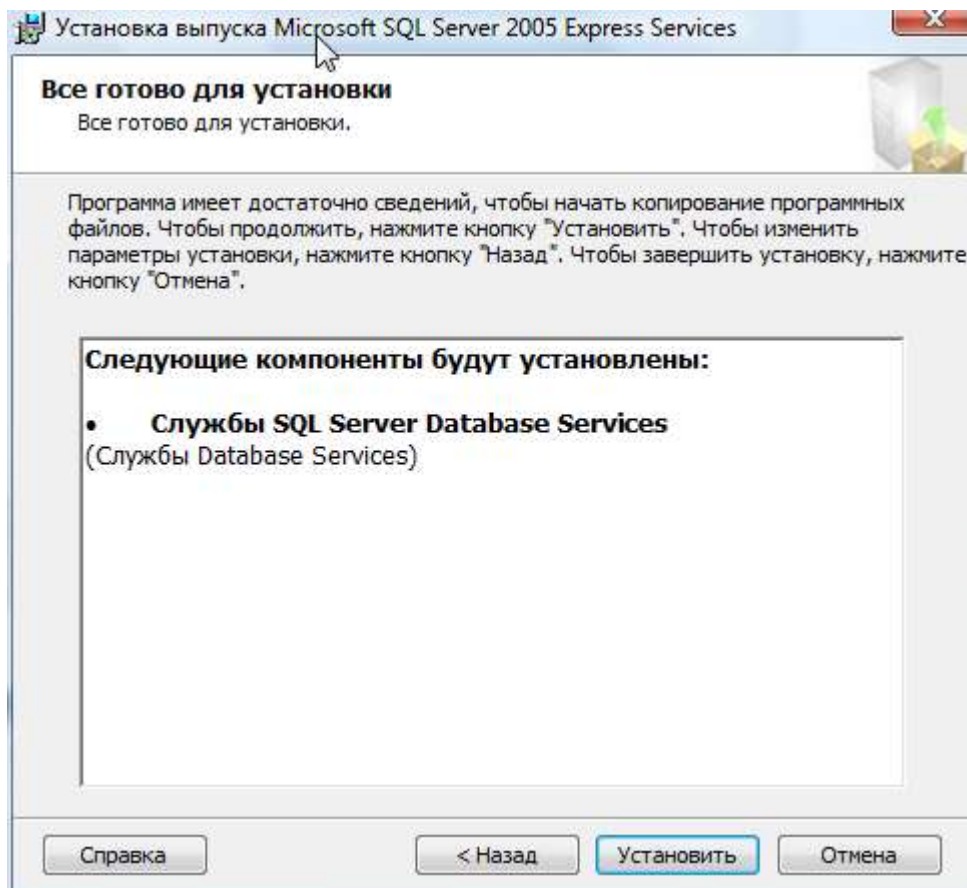 Установка выпуска Microsoft SQL Server 2005 Express Services
Все готово для установки
Все готово для установки.
Программа имеет достаточно сведений, чтобы начать копирование программных
файлов. Чтобы продолжить, нажмите кнопку "Установить". Чтобы изменить
параметры установки, нажмите кнопку "Назад". Чтобы завершить установку, нажмите
кнопку "Отмена".
Следующие компоненты будут установлены:
• Службы SQL Server Database Services
(Службы Database Services)
Справка
< Назад
Установить
Отмена